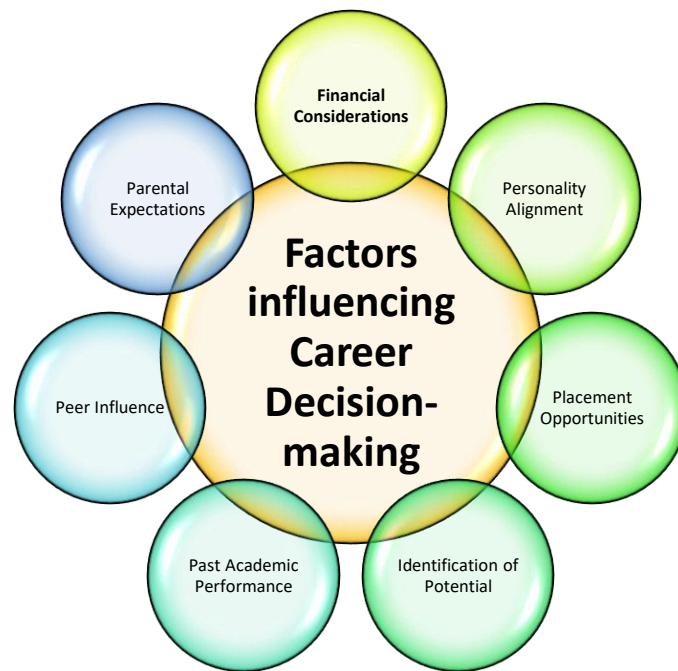 Financial
Considerations
Parental
Expectations
Personality
Alignment
Factors
influencing
Career
Decision-
making
Peer Influence
Placement
Opportunities
Past Academic
Performance
Identification of
Potential